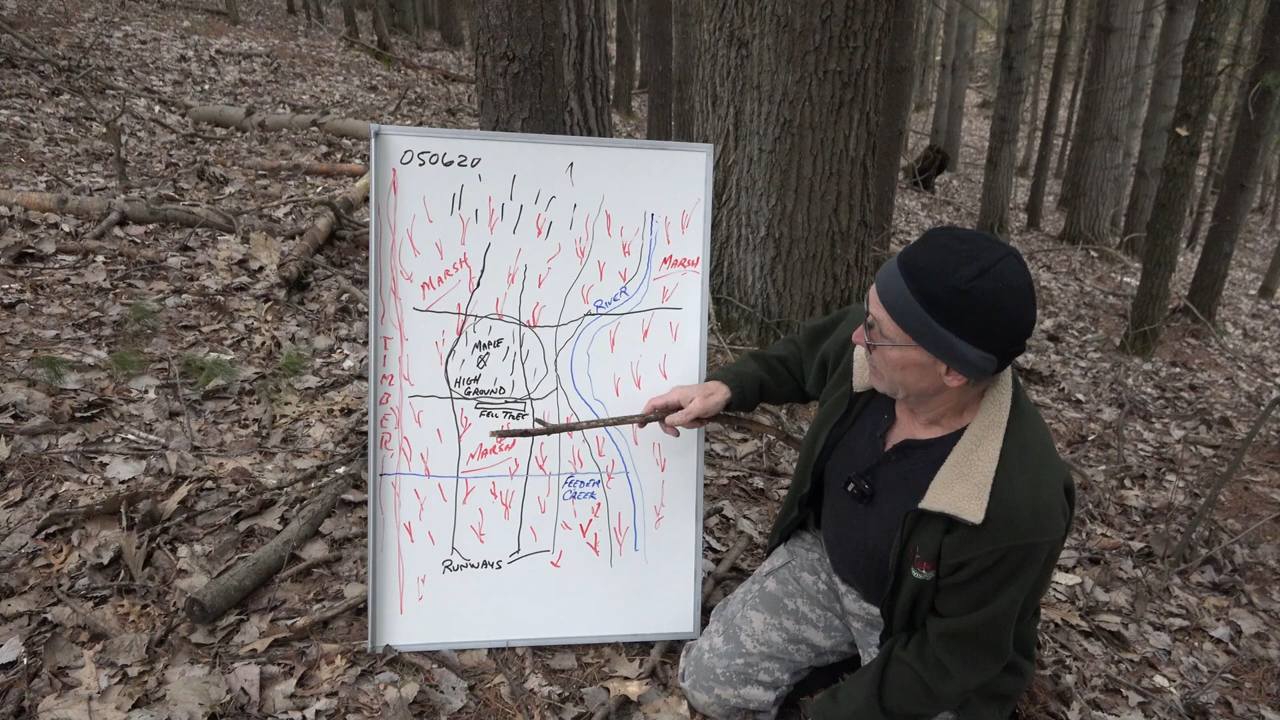 050620
MARSH
MARSH
RIVER
TIMBER
MAPLE
HIGH
GROUND
FELL TREE
MARSH
FEEDER
CREEK
RUNWAYS